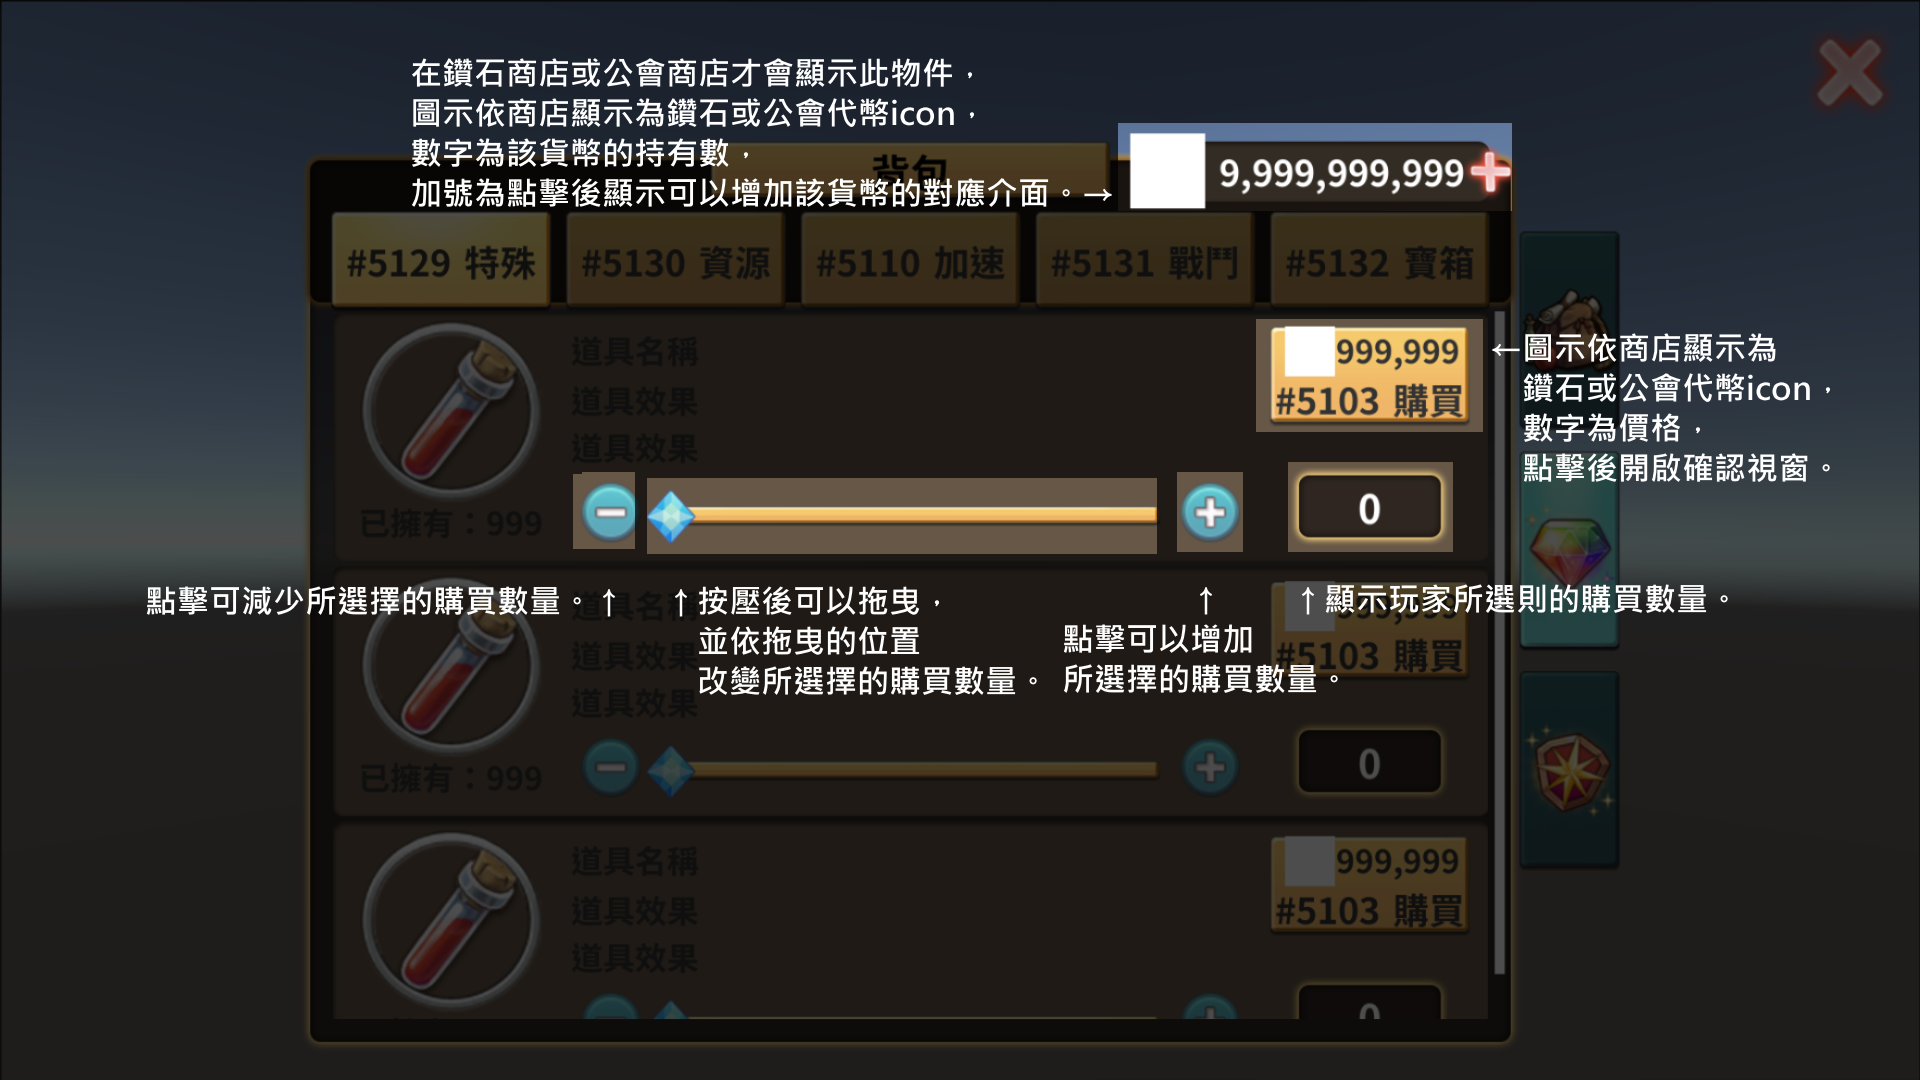 在鑽石商店或公會商店才會顯示此物件，
圖示依商店顯示為鑽石或公會代幣icon，
數字為該貨幣的持有數，
加號為點擊後顯示可以增加該貨幣的對應介面。→
背包
9,999,999,999
#5129 特殊
#5130 資源
#5110 加速
#5131 戰鬥
#5132 寶箱
道具名稱
道具效果
道具效果
已擁有：999
999,999
#5103 購買
0
←圖示依商店顯示為
鑽石或公會代幣icon，
數字為價格，
點擊後開啟確認視窗。
點擊可減少所選擇的購買數量。↑
↑按壓後可以拖曳，
並依拖曳的位置
改變所選擇的購買數量。
↑
點擊可以增加
所選擇的購買數量。
↑顯示玩家所選則的購買數量。
道具名稱
道具效果
道具效果
已擁有：999
999,999
#5103 購買
0
道具名稱
道具效果
道具效果
999,999
#5103 購買
0